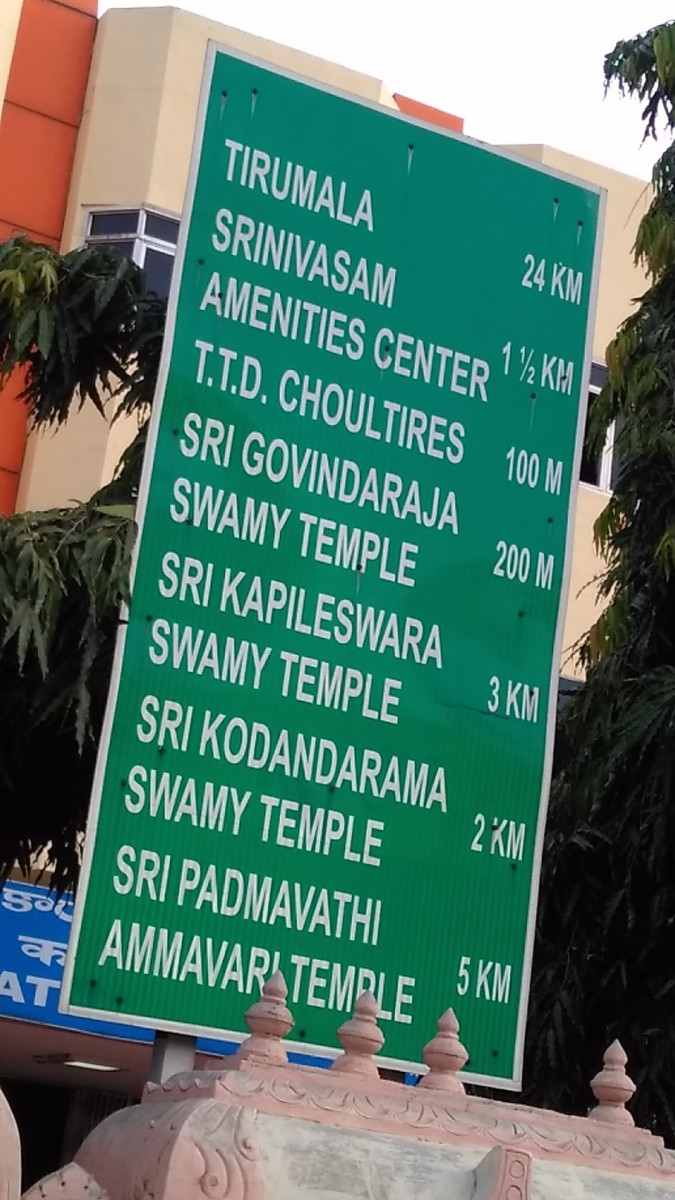 TIRUMALA 24 KM
SRINIVASAM
AMENITIES CENTER 1 ½ KM
T.T.D. CHOULTIRES 100 M
SRI GOVINDARAJA
SWAMY TEMPLE 200 M
SRI KAPILESWARA
SWAMY TEMPLE 3 KM
SRI KODANDARAMA
SWAMY TEMPLE 2 KM
SRI PADMAVATHI
AMMAVARI TEMPLE 5 KM